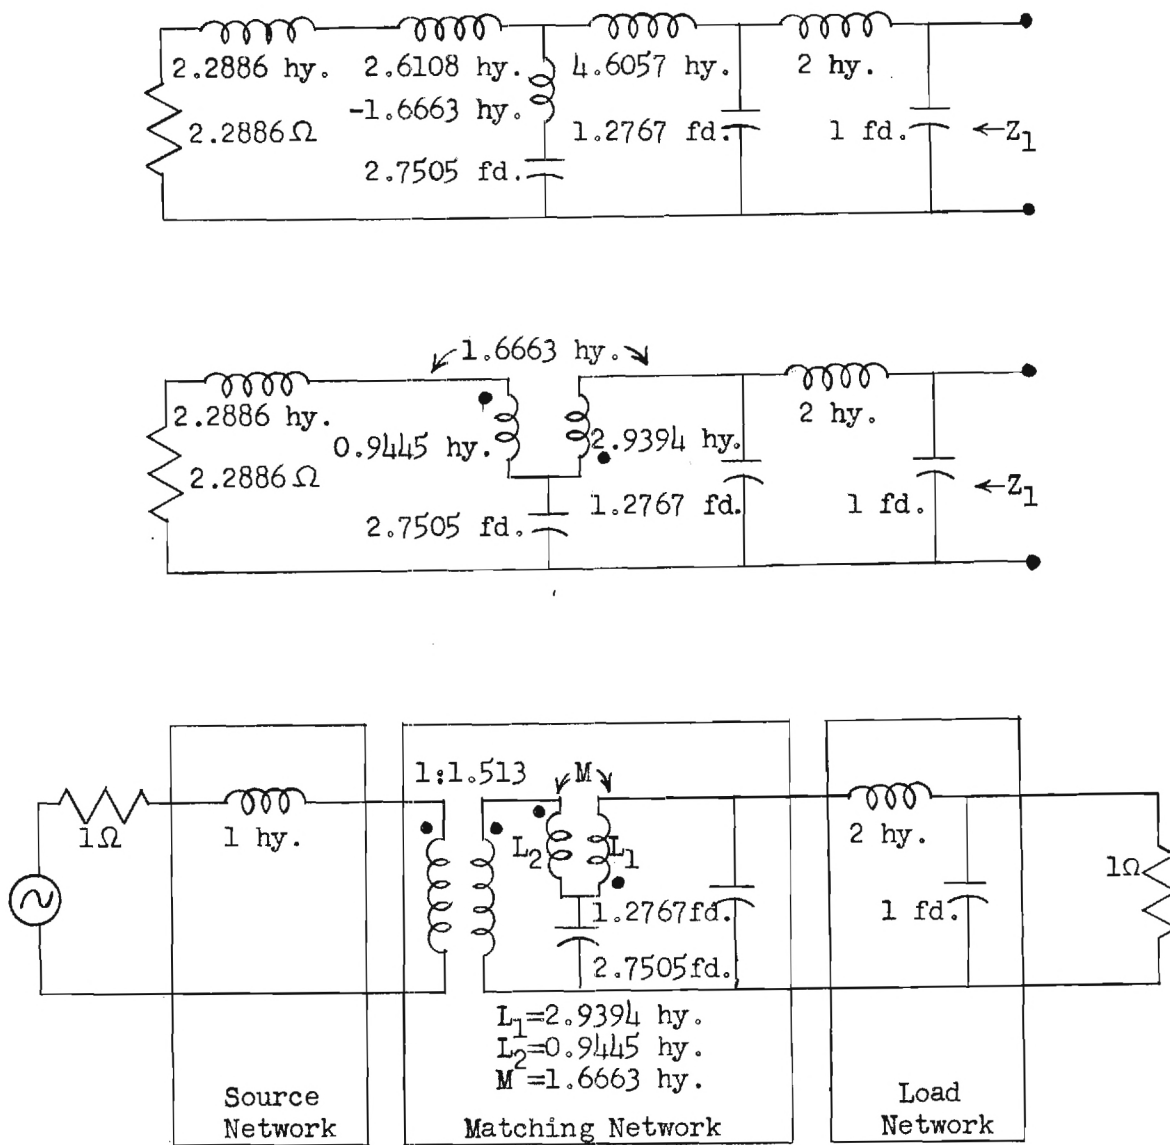 2.2886 hy.
2.6108 hy.
4.6057 hy.
2 hy.
-1.6663 hy.
2.2886Ω
1.2767 fd.
1 fd.
←Z1
2.7505 fd.
1.6663 hy.
2.2886 hy.
2 hy.
0.9445 hy.
2.9394 hy.
2.2886Ω
1.2767 fd.
1 fd.
←Z1
2.7505 fd.
1:1.513
M
1Ω
1 hy.
L2
L1
2 hy.
1Ω
1.2767fd.
1 fd.
2.7505fd.
L1=2.9394 hy.
L2=0.9445 hy.
M =1.6663 hy.
Source
Network
Matching Network
Load
Network